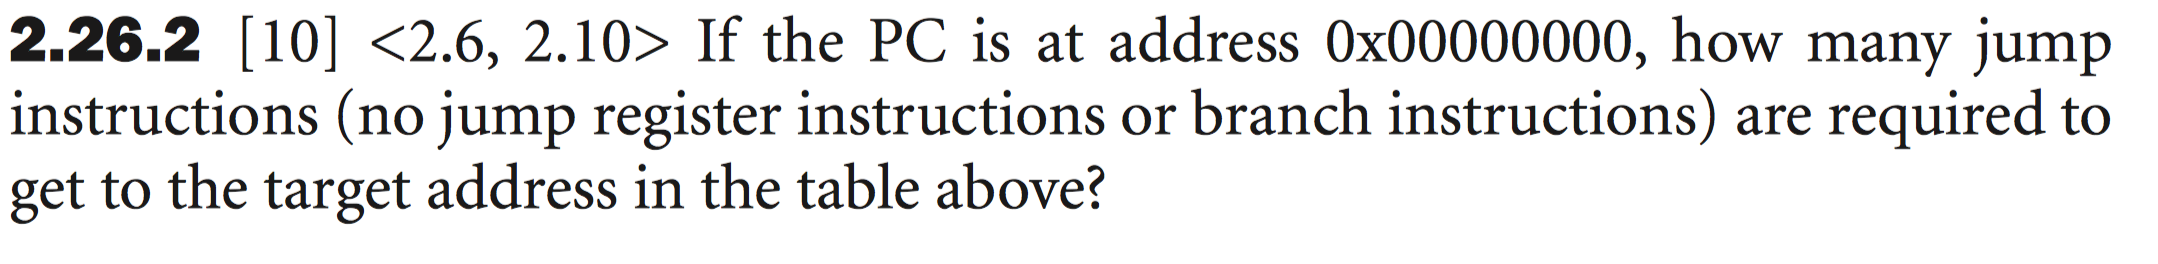 2.26.2 [10] <2.6, 2.10> If the PC is at address 0x00000000, how many jump
instructions (no jump register instructions or branch instructions) are required to
get to the target address in the table above?